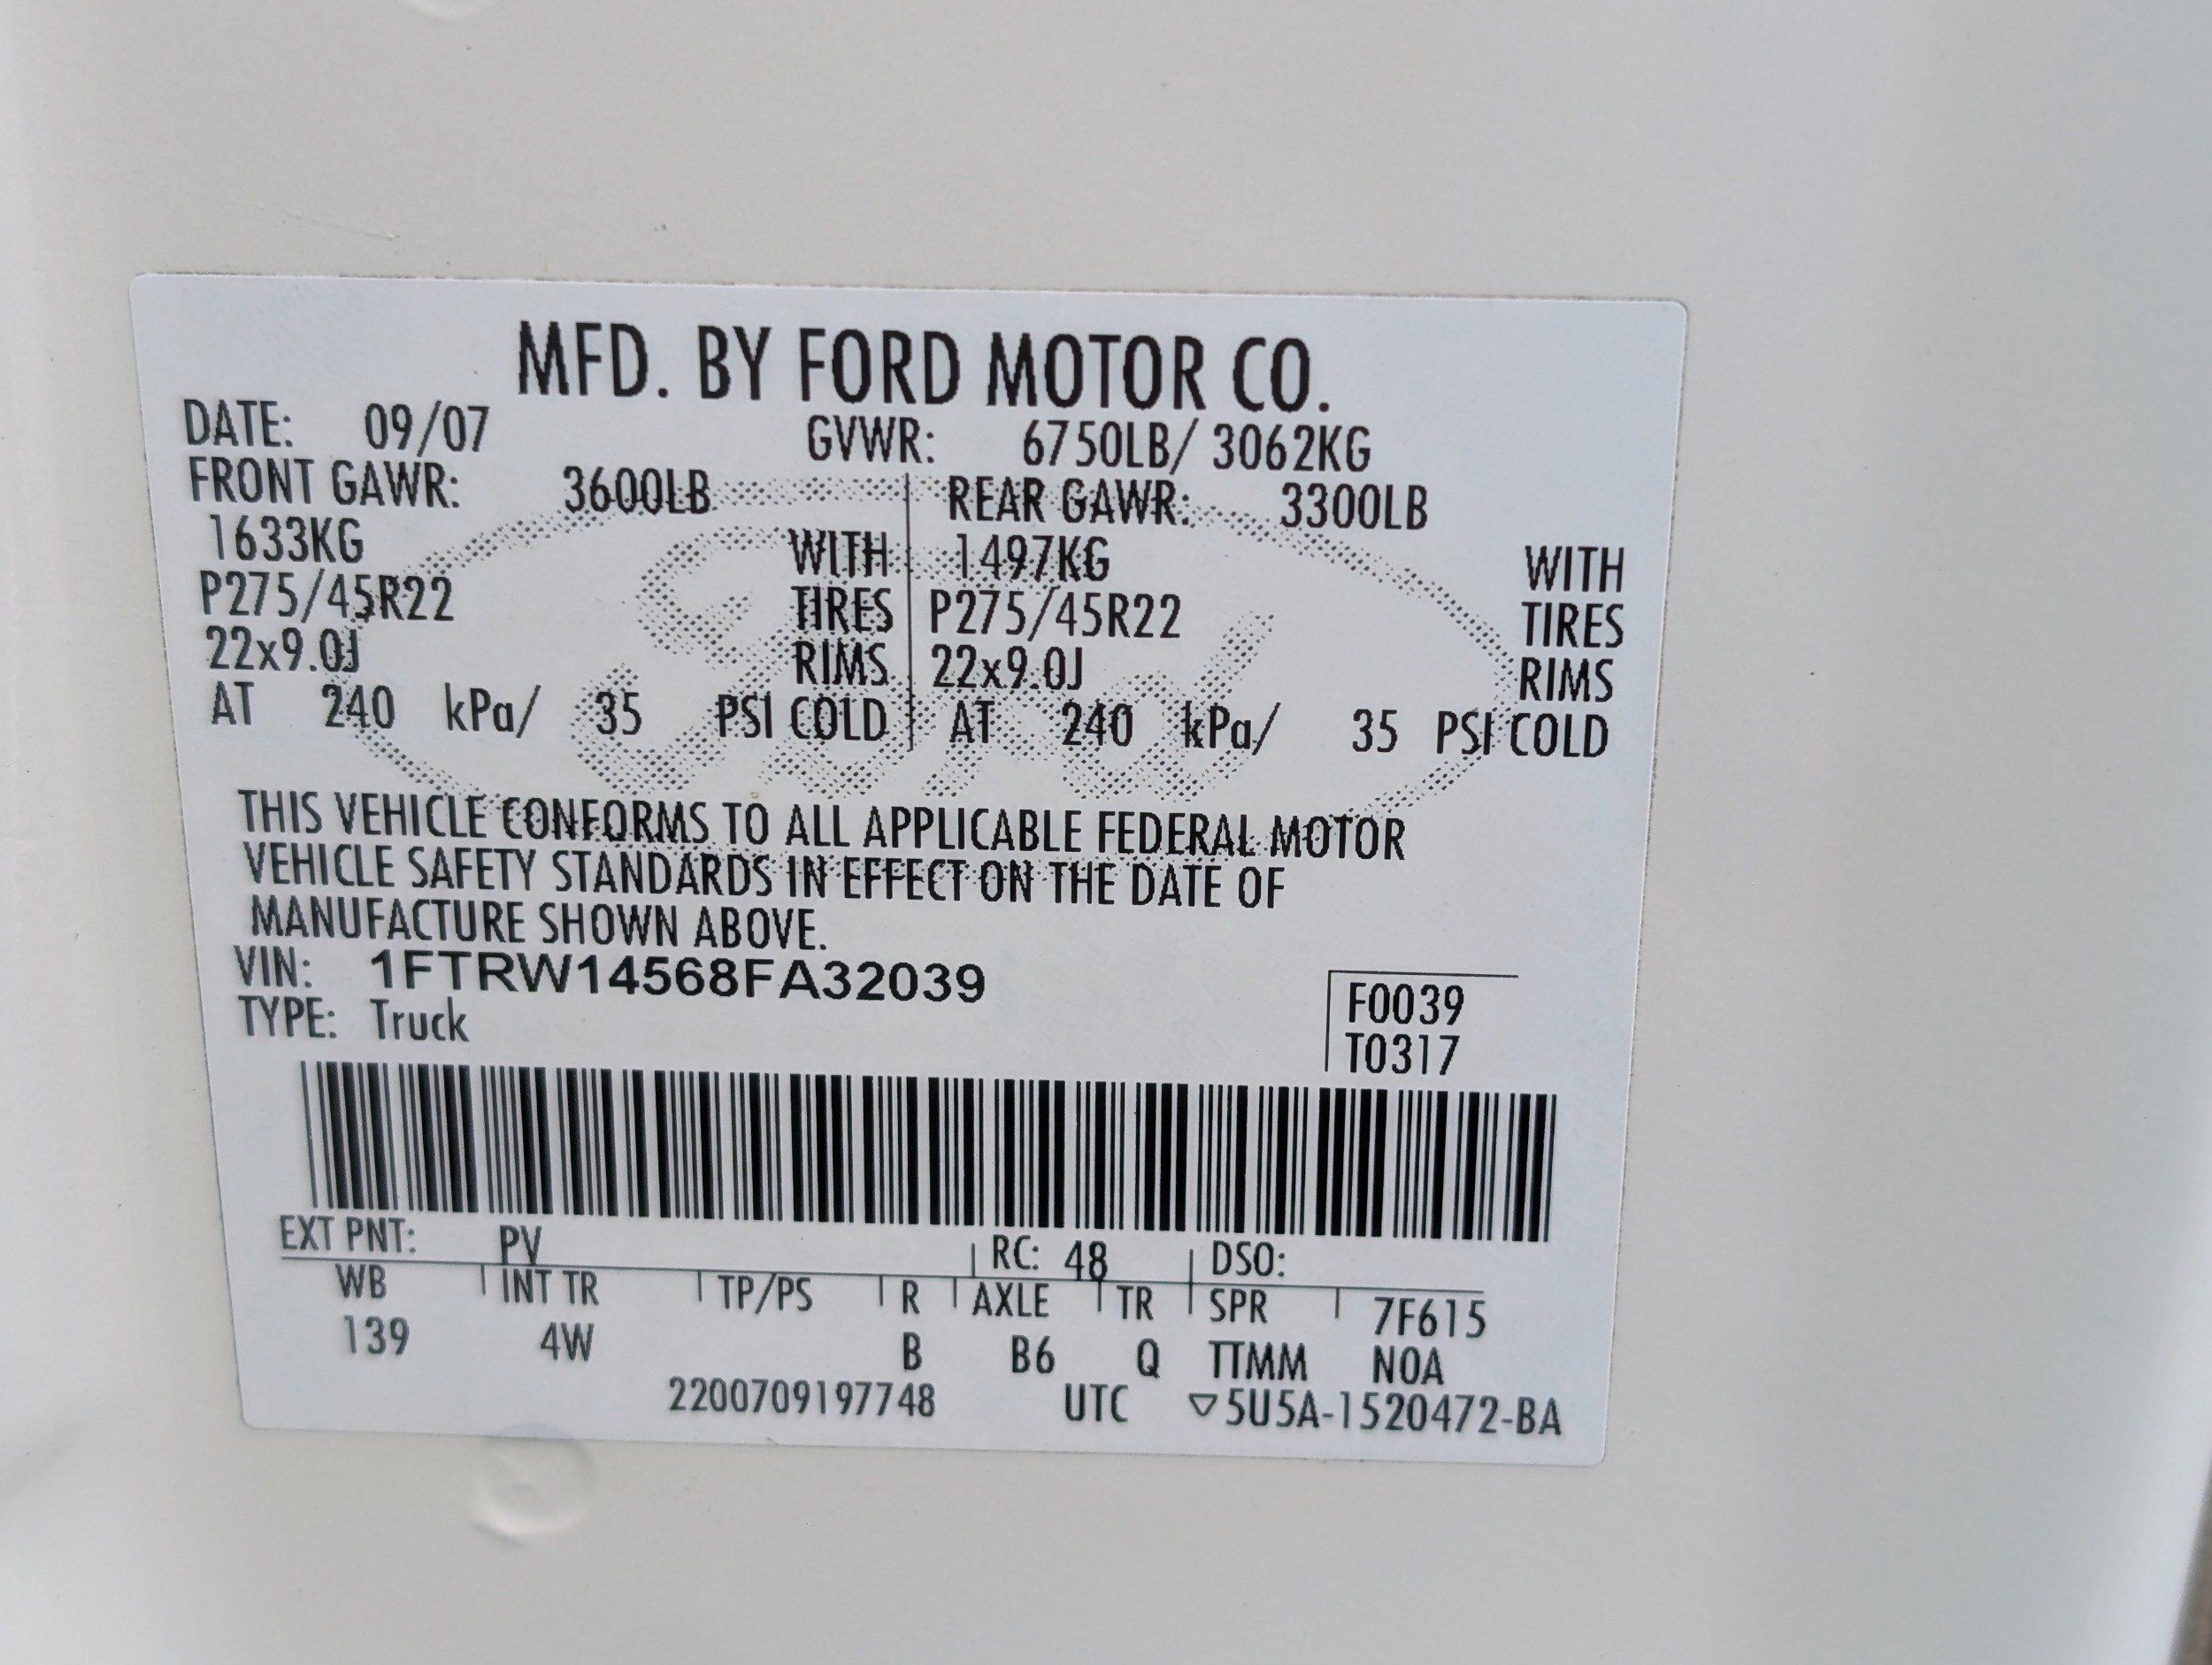 MFD. BY FORD MOTOR CO.
DATE: 09/07 GVWR: 6750LB/ 3062KG
FRONT GAWR: 3600LB REAR GAWR: 3300LB
1633KG WITH 1497KG WITH
P275/45R22 TIRES P275/45R22 TIRES
22x9.0J RIMS 22x9.0J RIMS
AT 240 kPa/ 35 PSI COLD AT 240 kPa/ 35 PSI COLD
THIS VEHICLE CONFORMS TO ALL APPLICABLE FEDERAL MOTOR
VEHICLE SAFETY STANDARDS IN EFFECT ON THE DATE OF
MANUFACTURE SHOWN ABOVE.
VIN: 1FTRW14568FA32039 F0039
TYPE: Truck T0317
EXT PNT: PV RC: 48 DSO:
WB INT TR TP/PS R AXLE TR SPR 7F615
139 4W B B6 Q TTMM NOA
2200709197748 UTC ▽5U5A-1520472-BA